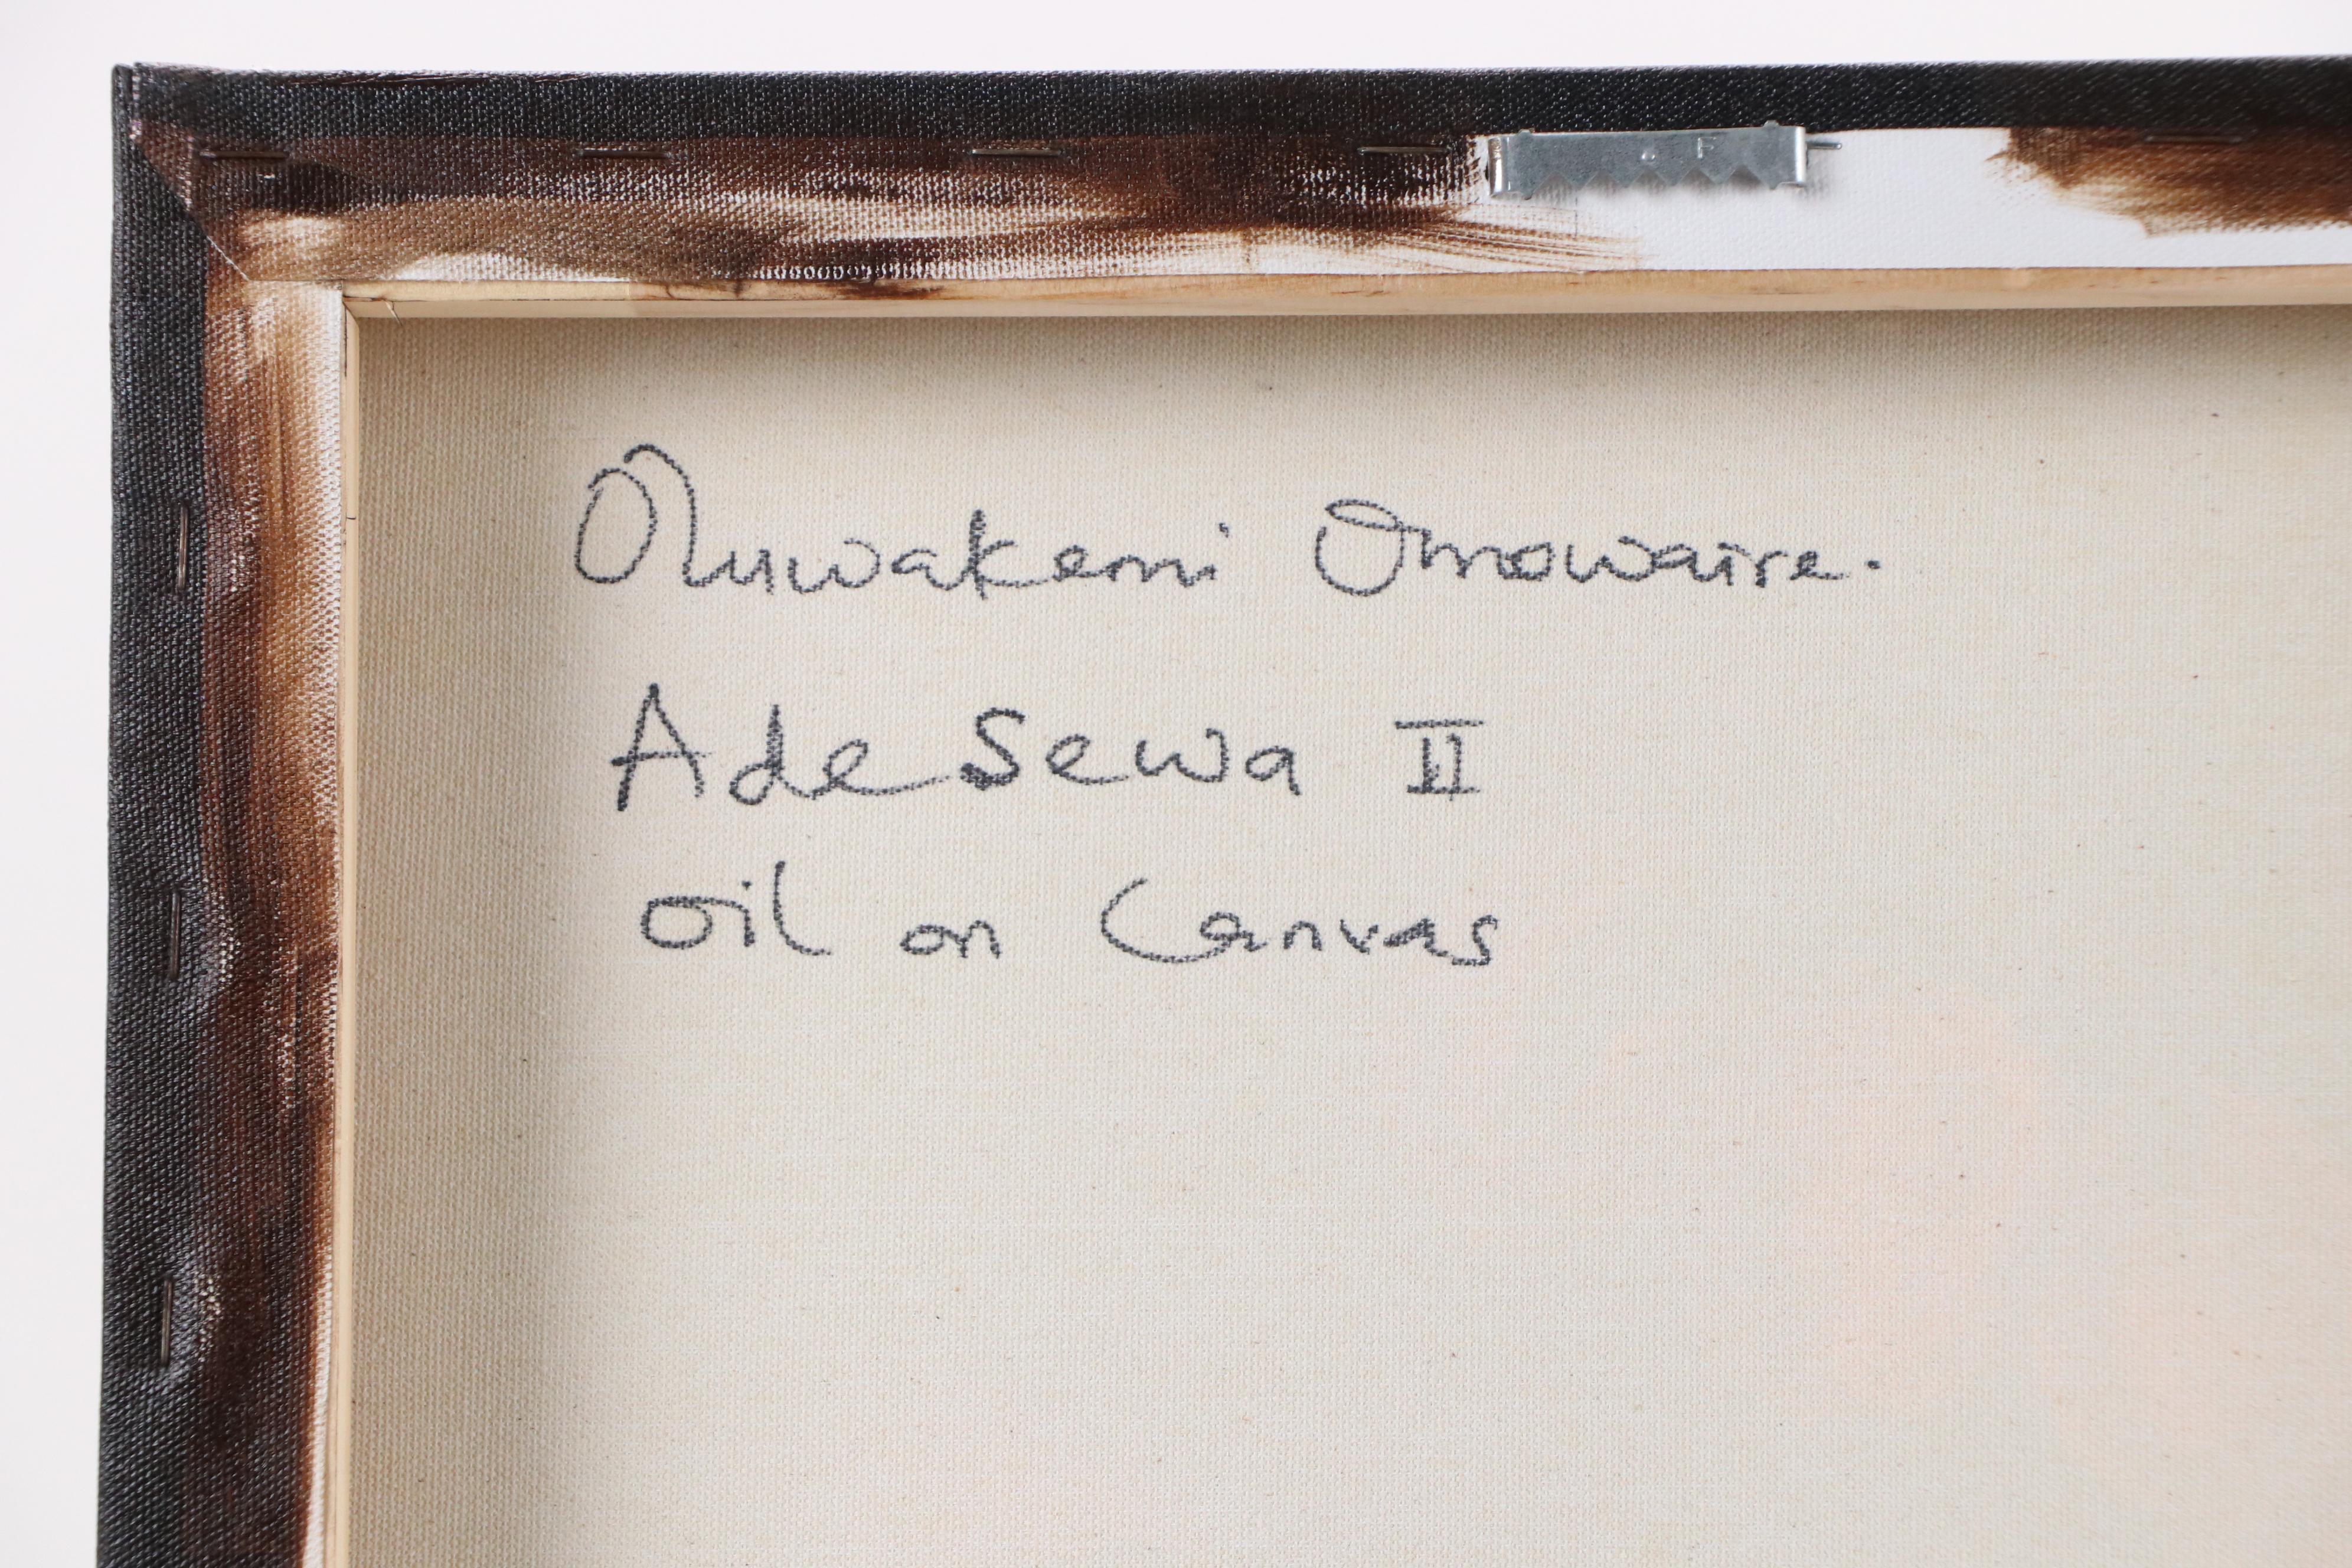 Oluwakemi Omowaire.
Adesewa II
oil on Canvas